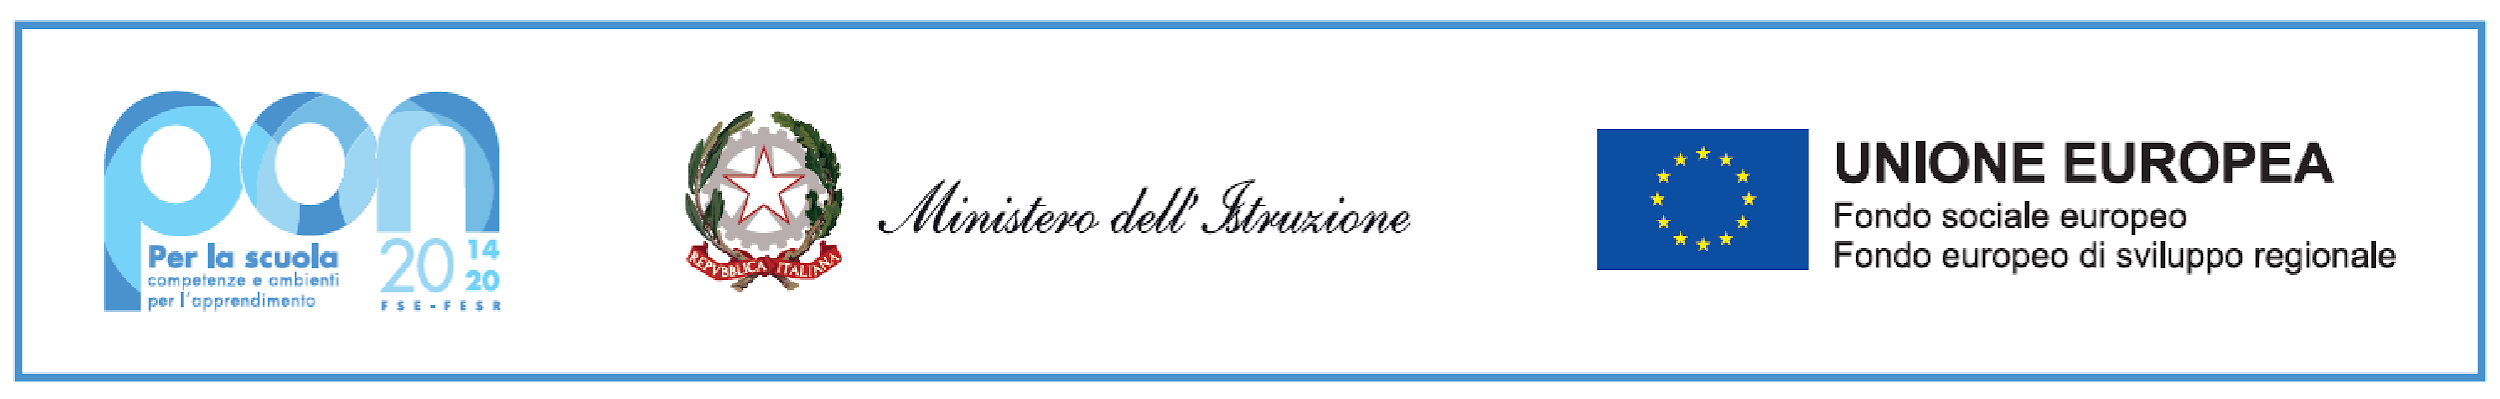 pon
Per la scuola
competenze e ambienti
per l'apprendimento
20 14
20
FSE-FESR
REPVBBLICA ITALIANA
Ministero dell'Istruzione
UNIONE EUROPEA
Fondo sociale europeo
Fondo europeo di sviluppo regionale